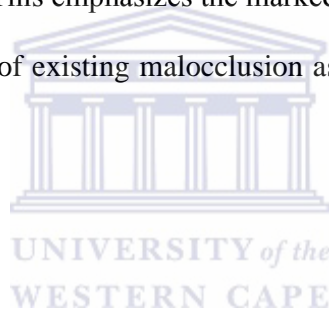 This emphasizes the marked
of existing malocclusion as
UNIVERSITY of the
WESTERN CAPE